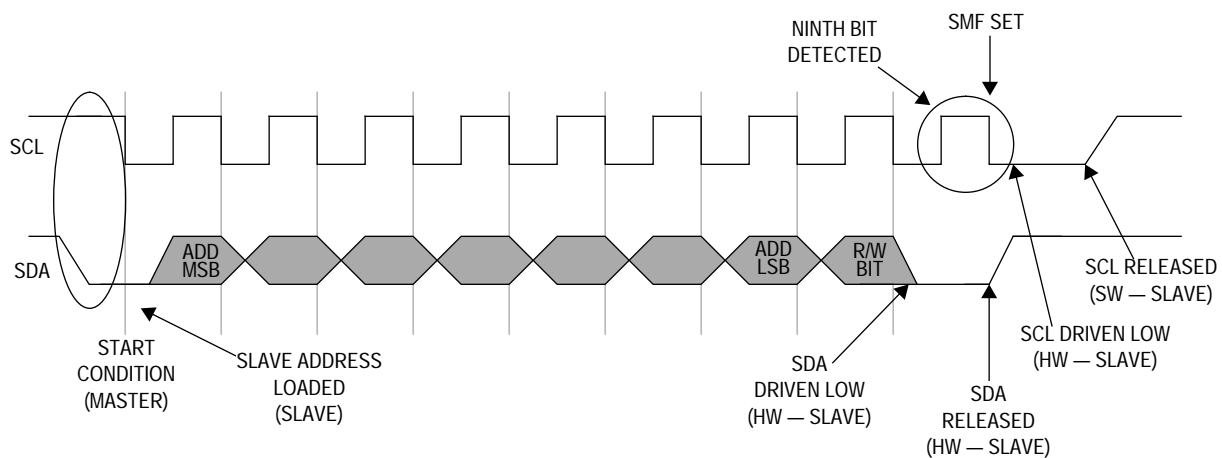 NINTH BIT
DETECTED
SMF SET
SCL
SDA
ADD
MSB
ADD
LSB
R/W
BIT
START
CONDITION
(MASTER)
SLAVE ADDRESS
LOADED
(SLAVE)
SDA
DRIVEN LOW
(HW — SLAVE)
SDA
RELEASED
(HW — SLAVE)
SCL DRIVEN LOW
(HW — SLAVE)
SCL RELEASED
(SW — SLAVE)